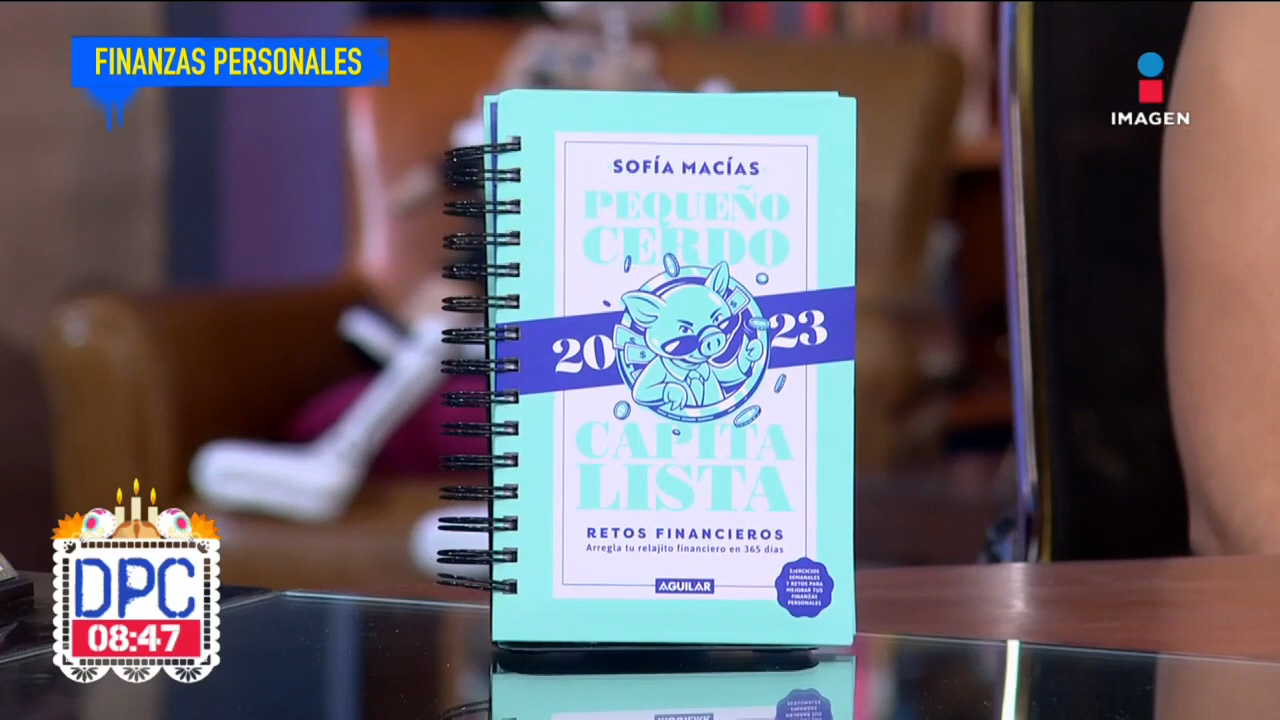 FINANZAS PERSONALES
IMAGEN
SOFÍA MACÍAS
PEQUEÑO
CERDO
2023
CAPITA
LISTA
RETOS FINANCIEROS
Arregla tu relajito financiero en 365 días
AGUILAR
EJERCICIOS
SEMANALES
Y RETOS PARA
MEJORAR TUS
FINANZAS
PERSONALES
DPC
08:47